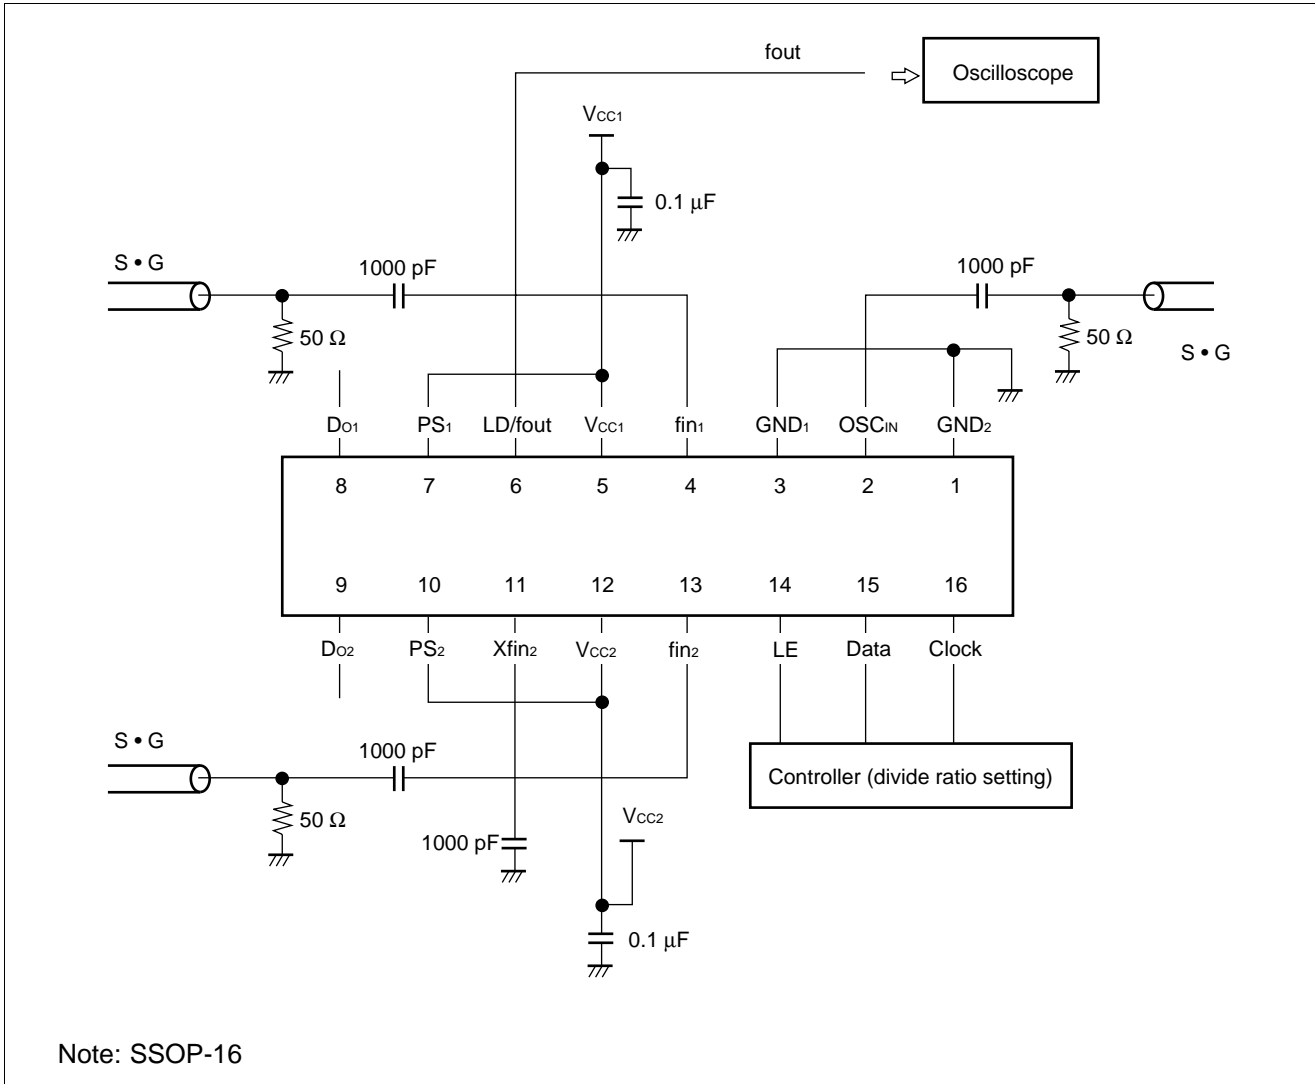 fout
Oscilloscope
VCC1
0.1 μF
S • G
1000 pF
1000 pF
50 Ω
50 Ω
S • G
DO1 PS1 LD/fout VCC1 fin1 GND1 OSCIN GND2
8 7 6 5 4 3 2 1
9 10 11 12 13 14 15 16
DO2 PS2 Xfin2 VCC2 fin2 LE Data Clock
S • G
1000 pF
Controller (divide ratio setting)
50 Ω
1000 pF
VCC2
0.1 μF
Note: SSOP-16